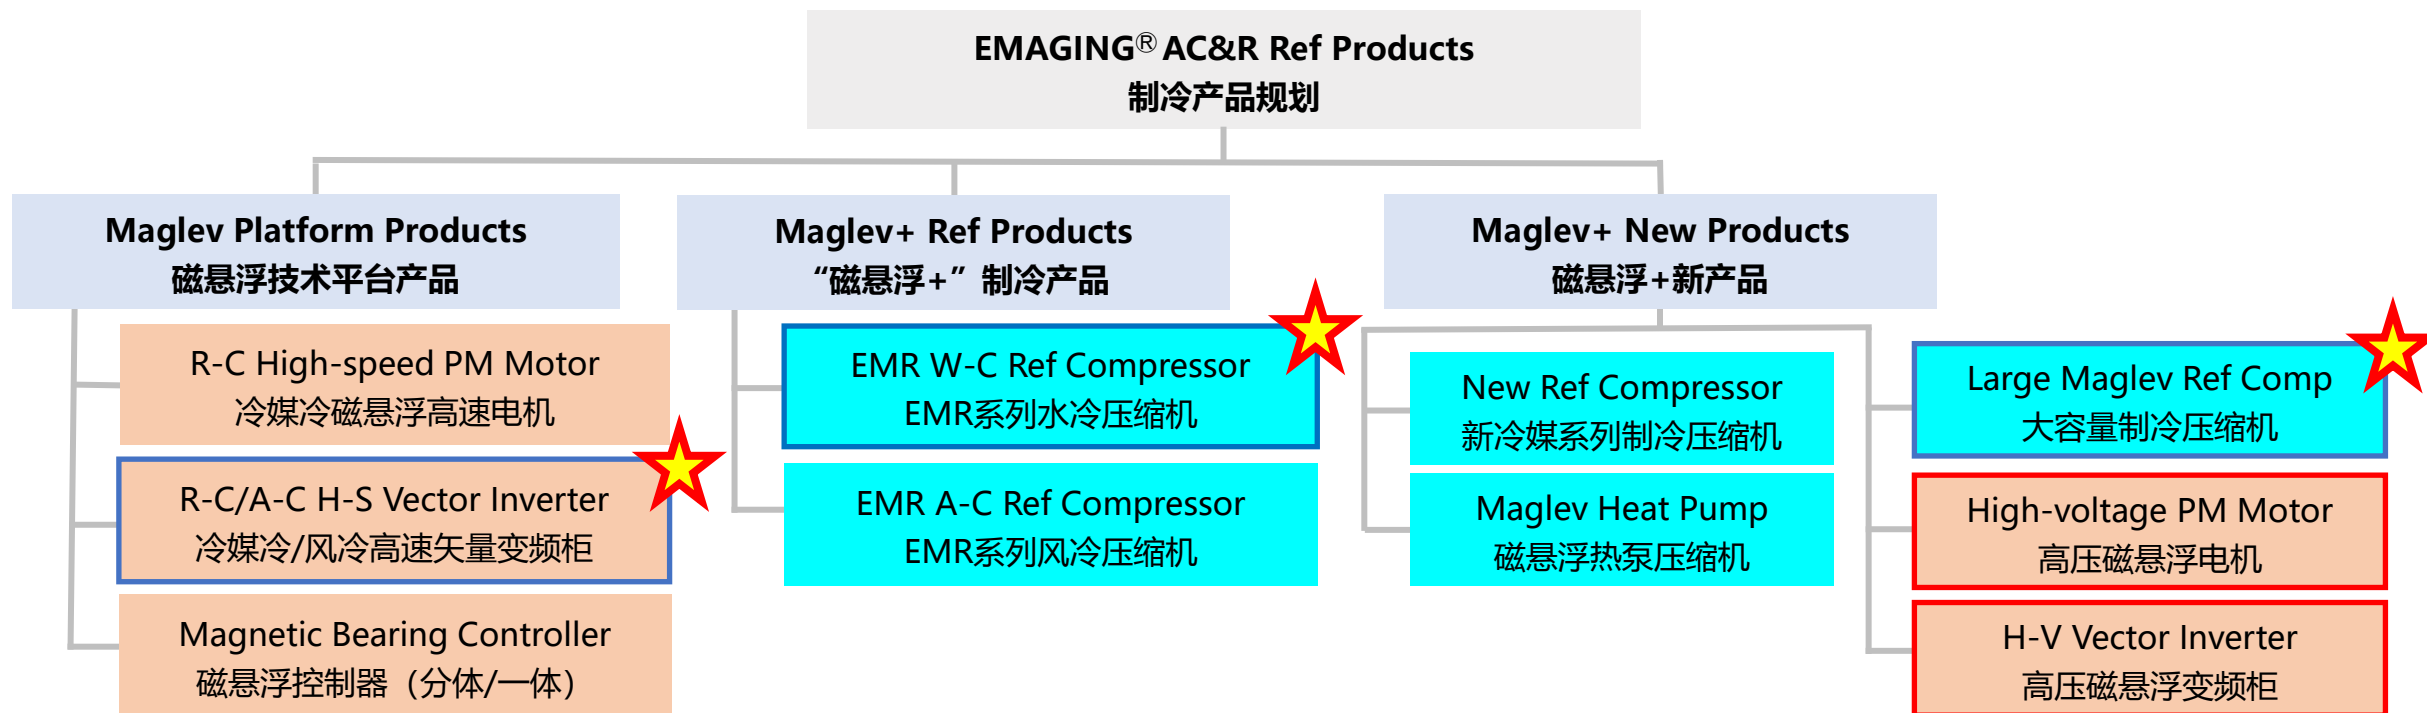 EMAGING® AC&R Ref Products
制冷产品规划
Maglev Platform Products
磁悬浮技术平台产品
R-C High-speed PM Motor
冷媒冷磁悬浮高速电机
R-C/A-C H-S Vector Inverter
冷媒冷/风冷高速矢量变频柜
Magnetic Bearing Controller
磁悬浮控制器（分体/一体）
Maglev+ Ref Products
“磁悬浮+”制冷产品
EMR W-C Ref Compressor
EMR系列水冷压缩机
EMR A-C Ref Compressor
EMR系列风冷压缩机
Maglev+ New Products
磁悬浮+新产品
New Ref Compressor
新冷媒系列制冷压缩机
Maglev Heat Pump
磁悬浮热泵压缩机
Large Maglev Ref Comp
大容量制冷压缩机
High-voltage PM Motor
高压磁悬浮电机
H-V Vector Inverter
高压磁悬浮变频柜